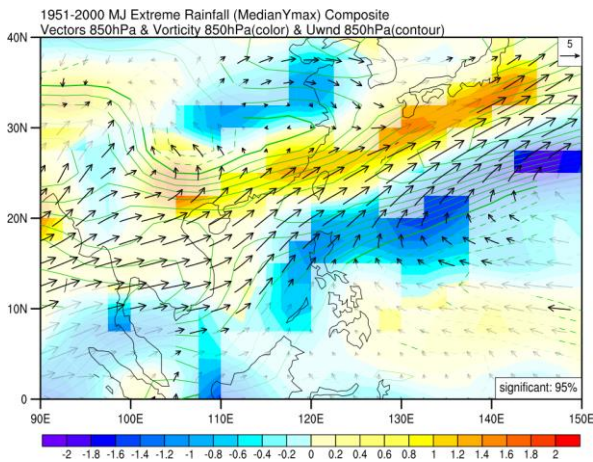 1951-2000 MJ Extreme Rainfall (MedianYmax) Composite
Vectors 850hPa & Vorticity 850hPa(color) & Uwnd 850hPa(contour)
40N
5
30N
20N
10N
significant: 95%
0
90E 100E 110E 120E 130E 140E 150E
-2 -1.8 -1.6 -1.4 -1.2 -1 -0.8 -0.6 -0.4 -0.2 0 0.2 0.4 0.6 0.8 1 1.2 1.4 1.6 1.8 2